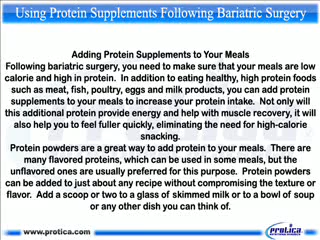 Using Protein Supplements Following Bariatric Surgery
Adding Protein Supplements to Your Meals
Following bariatric surgery, you need to make sure that your meals are low
calorie and high in protein.  In addition to eating healthy, high protein foods
such as meat, fish, poultry, eggs and milk products, you can add protein
supplements to your meals to increase your protein intake.  Not only will
this additional protein provide energy and help with muscle recovery, it will
also help you to feel fuller quickly, eliminating the need for high-calorie
snacking.
Protein powders are a great way to add protein to your meals.  There are
many flavored proteins, which can be used in some meals, but the
unflavored ones are usually preferred for this purpose.  Protein powders
can be added to just about any recipe without compromising the texture or
flavor.  Add a scoop or two to a glass of skimmed milk or to a bowl of soup
or any other dish you can think of.
www.protica.com
protica